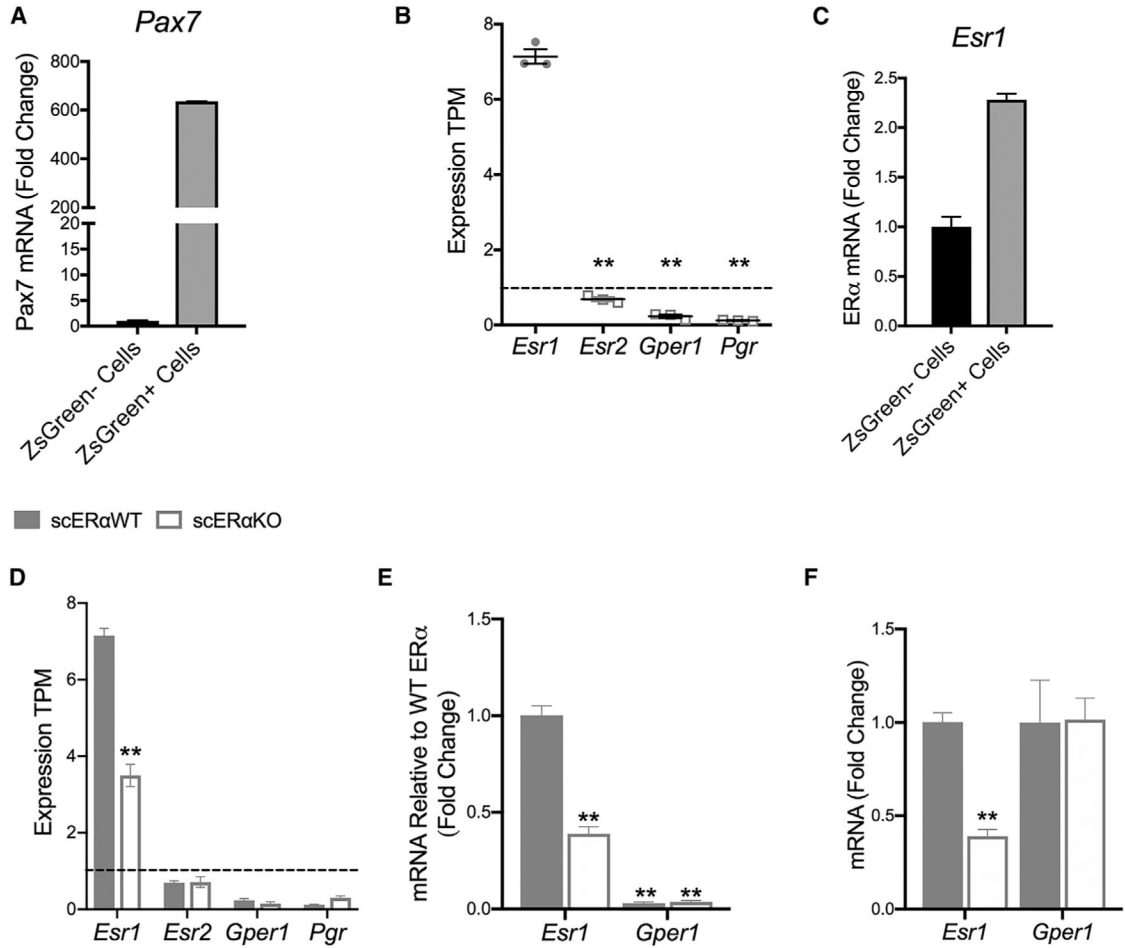 A
Pax7
Pax7 mRNA (Fold Change)
800
600
400
200
20
15
10
5
0
ZsGreen- Cells
ZsGreen+ Cells
B
Expression TPM
8
6
4
2
0
** ** **
Esr1 Esr2 Gper1 Pgr
C
Esr1
ERα mRNA (Fold Change)
2.5
2.0
1.5
1.0
0.5
0.0
ZsGreen- Cells
ZsGreen+ Cells
scERαWT scERαKO
D
Expression TPM
8
6
4
2
0
**
Esr1 Esr2 Gper1 Pgr
E
mRNA Relative to WT ERα
(Fold Change)
1.5
1.0
0.5
0.0
**
** **
Esr1 Gper1
F
mRNA (Fold Change)
1.5
1.0
0.5
0.0
**
Esr1 Gper1